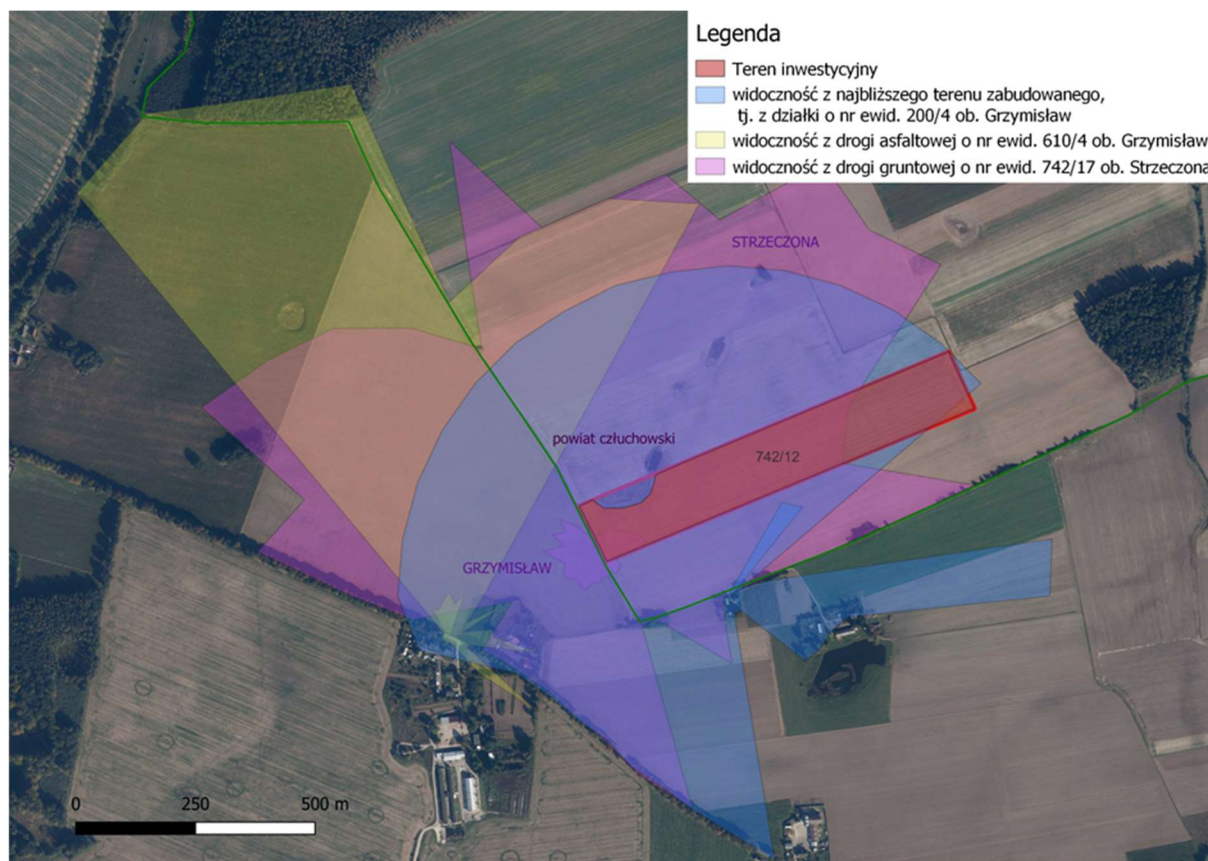 Legenda
Teren inwestycyjny
widoczność z najbliższego terenu zabudowanego,
tj. z działki o nr ewid. 200/4 ob. Grzymisław
widoczność z drogi asfaltowej o nr ewid. 610/4 ob. Grzymisław
widoczność z drogi gruntowej o nr ewid. 742/17 ob. Strzeczona
STRZECZONA
powiat człuchowski
742/12
GRZYMISŁAW
0 250 500 m